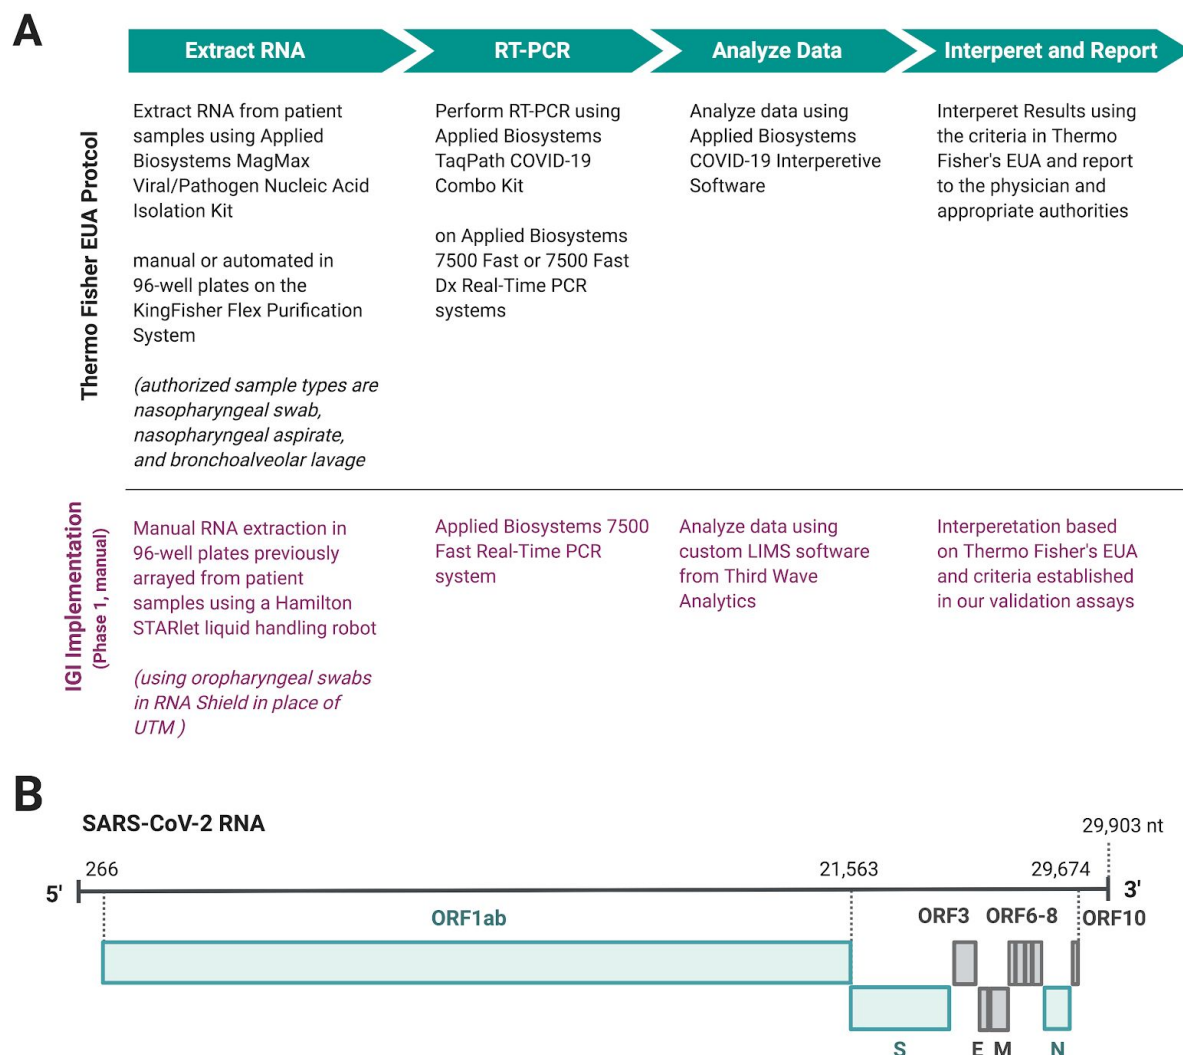 A
Extract RNA
RT-PCR
Analyze Data
Interperet and Report
Thermo Fisher EUA Protcol
Extract RNA from patient
samples using Applied
Biosystems MagMax
Viral/Pathogen Nucleic Acid
Isolation Kit
manual or automated in
96-well plates on the
KingFisher Flex Purification
System
(authorized sample types are
nasopharyngeal swab,
nasopharyngeal aspirate,
and bronchoalveolar lavage
Perform RT-PCR using
Applied Biosystems
TaqPath COVID-19
Combo Kit
on Applied Biosystems
7500 Fast or 7500 Fast
Dx Real-Time PCR
systems
Analyze data using
Applied Biosystems
COVID-19 Interperetive
Software
Interperet Results using
the criteria in Thermo
Fisher's EUA and report
to the physician and
appropriate authorities
IGI Implementation
(Phase 1, manual)
Manual RNA extraction in
96-well plates previously
arrayed from patient
samples using a Hamilton
STARlet liquid handling robot
(using oropharyngeal swabs
in RNA Shield in place of
UTM )
Applied Biosystems 7500
Fast Real-Time PCR
system
Analyze data using
custom LIMS software
from Third Wave
Analytics
Interperetation based
on Thermo Fisher's EUA
and criteria established
in our validation assays
B
SARS-CoV-2 RNA
29,903 nt
266
21,563
29,674
5'
3'
ORF1ab
ORF3
ORF6-8
ORF10
S
E
M
N